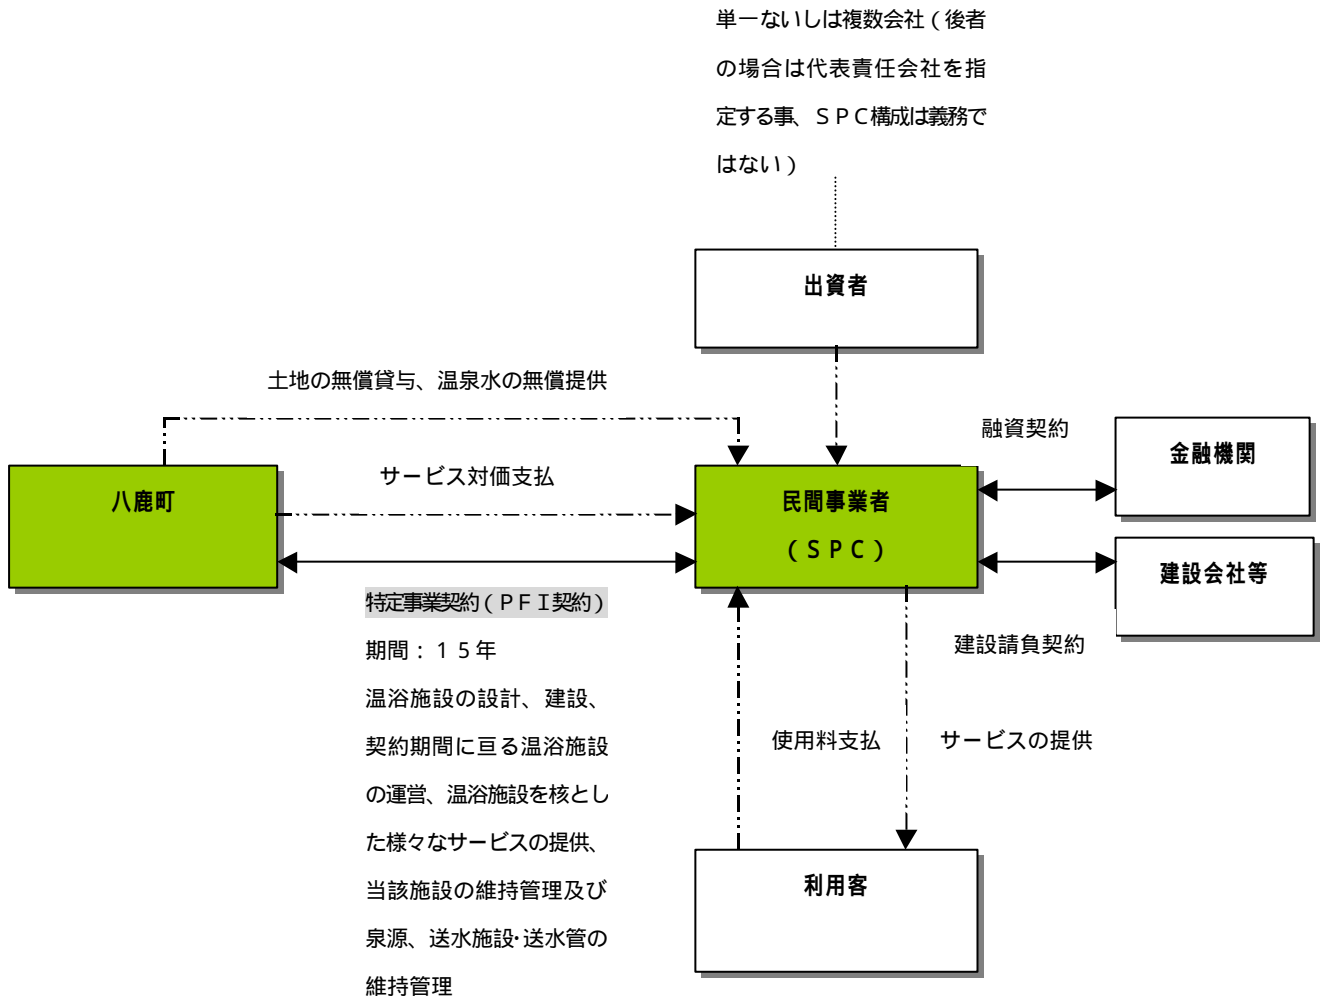 単一ないしは複数会社（後者
の場合は代表責任会社を指
定する事、ＳＰＣ構成は義務で
はない）
出資者
土地の無償貸与、温泉水の無償提供
融資契約
金融機関
サービス対価支払
八鹿町
民間事業者
（ＳＰＣ）
建設会社等
特定事業契約（ＰＦＩ契約）
期間：１５年
温浴施設の設計、建設、
契約期間に亘る温浴施設
の運営、温浴施設を核とし
た様々なサービスの提供、
当該施設の維持管理及び
泉源、送水施設・送水管の
維持管理
建設請負契約
使用料支払
サービスの提供
利用客